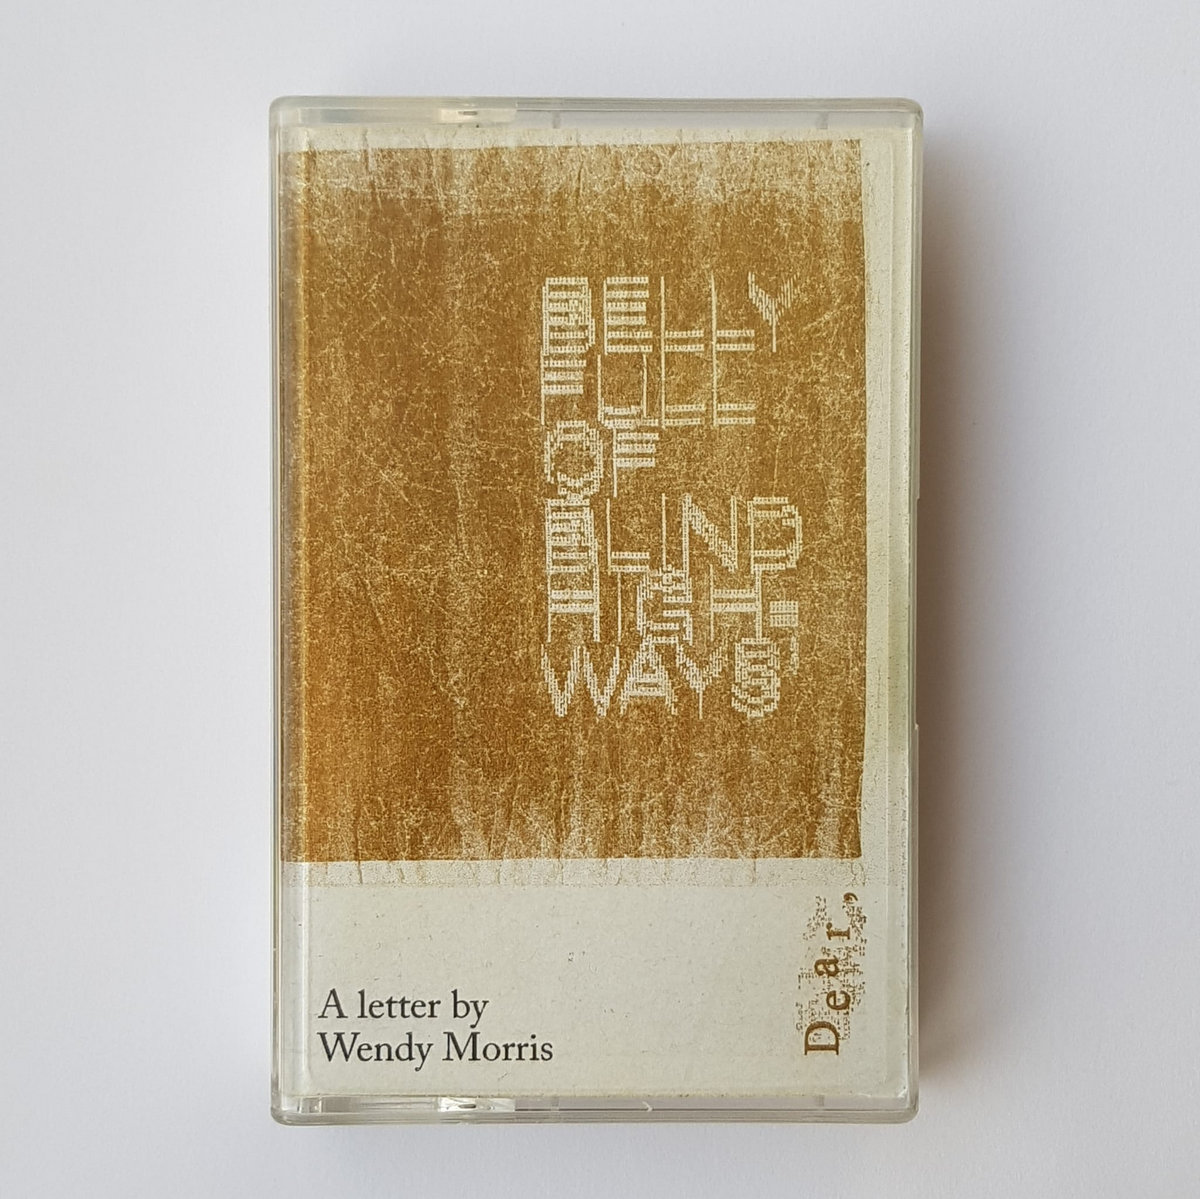 BELLY
FULL
OF
BLIND
HIGH
WAYS
A letter by
Wendy Morris
Dear,